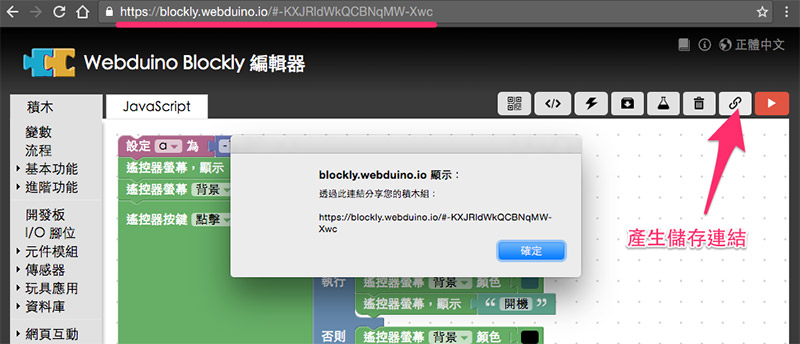 https://blockly.webduino.io/#-KXJRldWkQCBNqMW-Xwc
正體中文
Webduino Blockly 編輯器
積木
JavaScript
變數
流程
基本功能
進階功能
開發板
I/O 腳位
元件模組
傳感器
玩具應用
資料庫
網頁互動
設定 a 為 -
遙控器螢幕，顯示
遙控器螢幕 背景
遙控器按鍵 點擊
blockly.webduino.io 顯示：
透過此連結分享您的積木組：
https://blockly.webduino.io/#-KXJRldWkQCBNqMW-
Xwc
確定
產生儲存連結
執行 遙控器螢幕 背景 顏色
遙控器螢幕，顯示 “ 開機 ”
否則 遙控器螢幕 背景 顏色